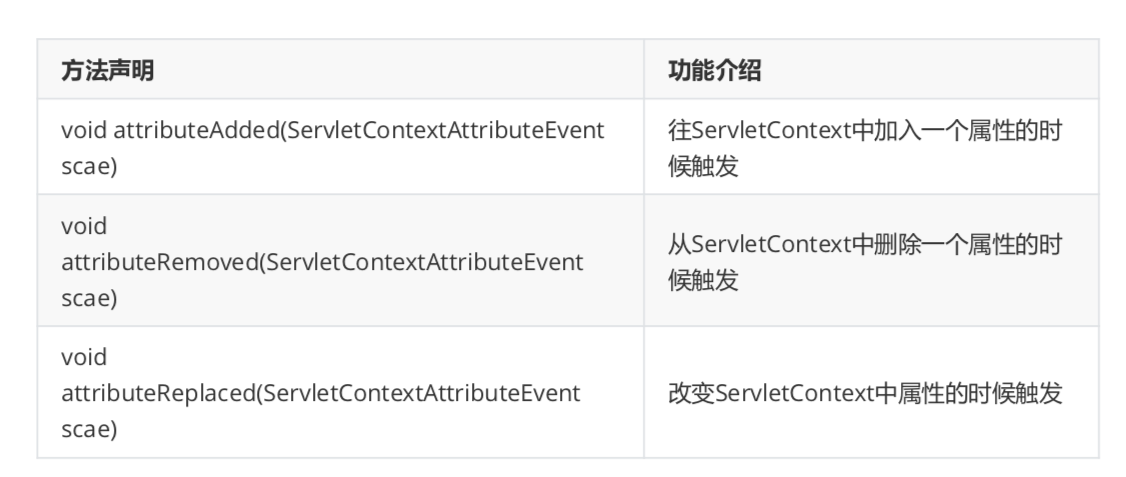 方法声明
功能介绍
void attributeAdded(ServletContextAttributeEvent
scae)
往ServletContext中加入一个属性的时
候触发
void
attributeRemoved(ServletContextAttributeEvent
scae)
从ServletContext中删除一个属性的时
候触发
void
attributeReplaced(ServletContextAttributeEvent
scae)
改变ServletContext中属性的时候触发